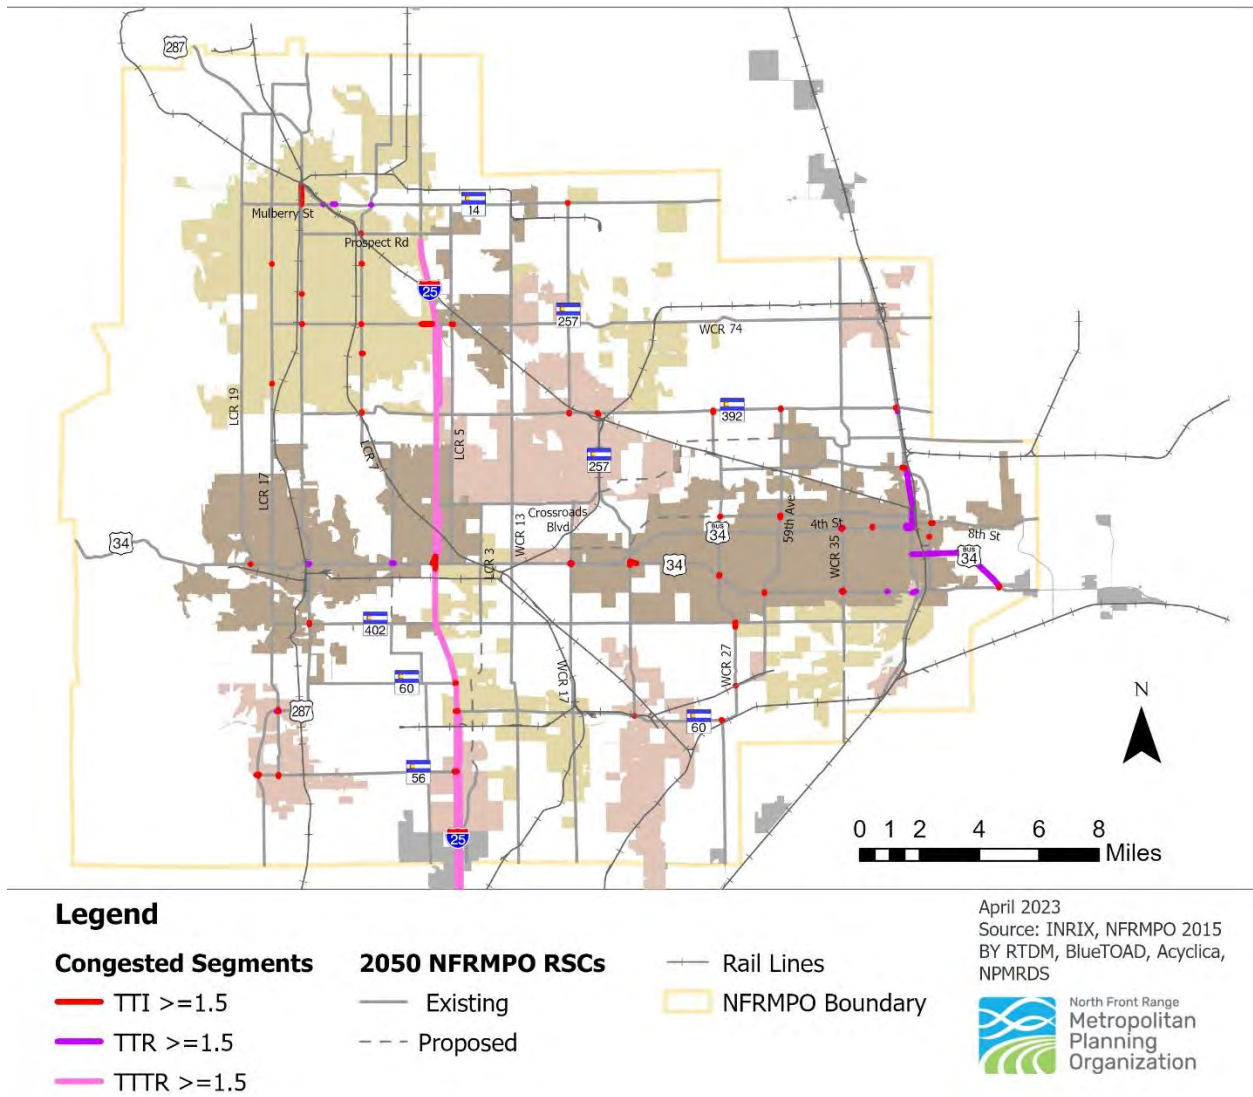 287
Mulberry St
14
Prospect Rd
25
257
WCR 74
LCR 19
392
LCR 5
LCR 7
257
LCR 17
59th Ave
Crossroads
Blvd
WCR 13
BUS
34
4th St
WCR 35
8th St
34
LCR 3
34
BUS
34
402
60
WCR 17
WCR 27
287
60
N
56
25
0 1 2 4 6 8
Miles
Legend
Congested Segments
TTI >=1.5
TTR >=1.5
TTTR >=1.5
2050 NFRMPO RSCs
Existing
Proposed
Rail Lines
NFRMPO Boundary
April 2023
Source: INRIX, NFRMPO 2015
BY RTDM, BlueTOAD, Acyclica,
NPMRDS
North Front Range
Metropolitan
Planning
Organization